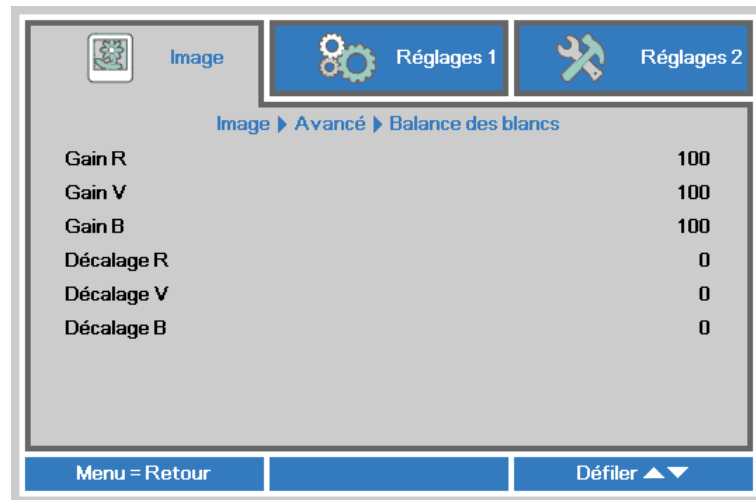 Image Réglages 1 Réglages 2
Image Avancé Balance des blancs
Gain R 100
Gain V 100
Gain B 100
Décalage R 0
Décalage V 0
Décalage B 0
Menu = Retour Défiler